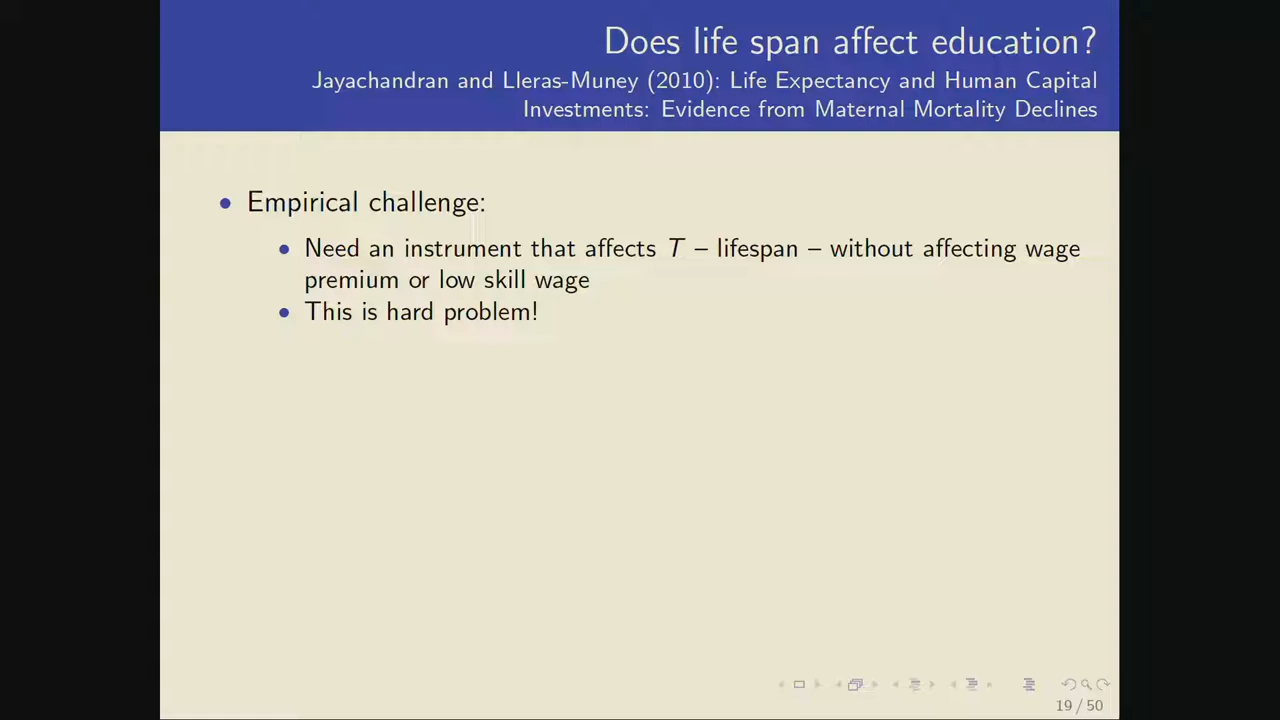 Does life span affect education?
Jayachandran and Lleras-Muney (2010): Life Expectancy and Human Capital
Investments: Evidence from Maternal Mortality Declines
• Empirical challenge:
• Need an instrument that affects T – lifespan – without affecting wage
premium or low skill wage
• This is hard problem!
19 / 50